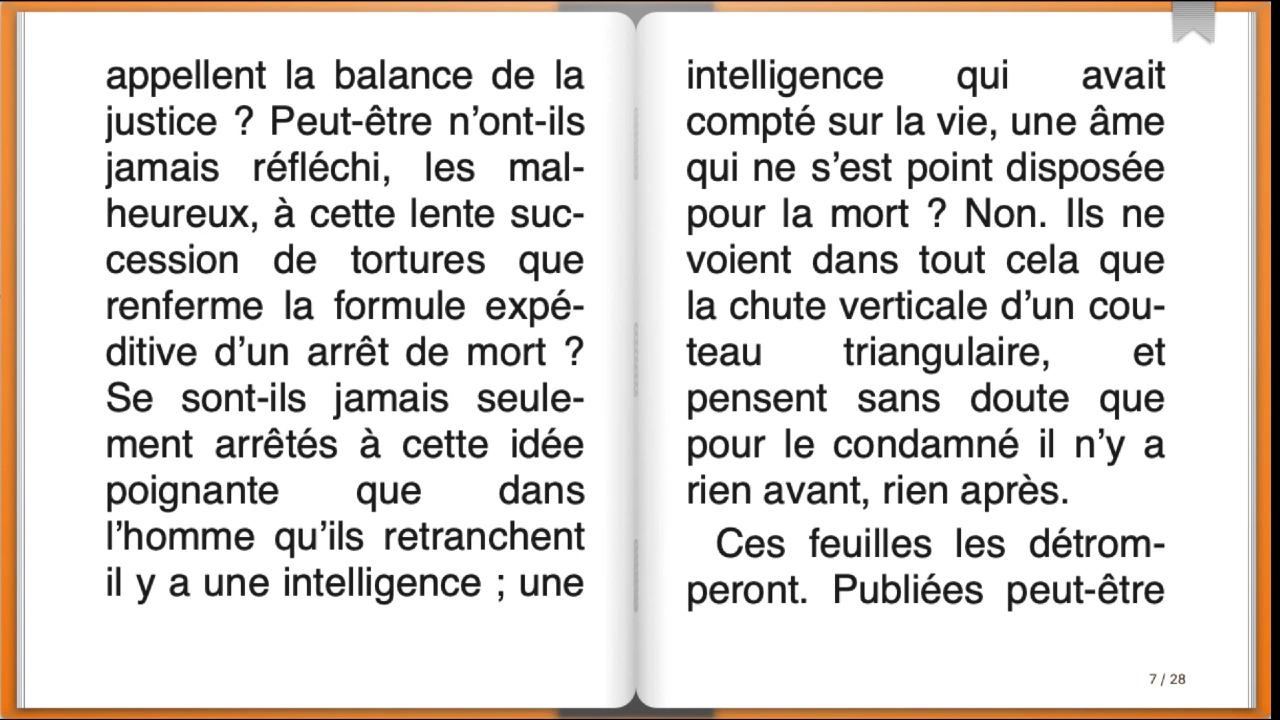 appellent la balance de la
justice ? Peut-être n’ont-ils
jamais réfléchi, les mal-
heureux, à cette lente suc-
cession de tortures que
renferme la formule expé-
ditive d’un arrêt de mort ?
Se sont-ils jamais seule-
ment arrêtés à cette idée
poignante que dans
l’homme qu’ils retranchent
il y a une intelligence ; une
intelligence qui avait
compté sur la vie, une âme
qui ne s’est point disposée
pour la mort ? Non. Ils ne
voient dans tout cela que
la chute verticale d’un cou-
teau triangulaire, et
pensent sans doute que
pour le condamné il n’y a
rien avant, rien après.
Ces feuilles les détrom-
peront. Publiées peut-être
7 / 28